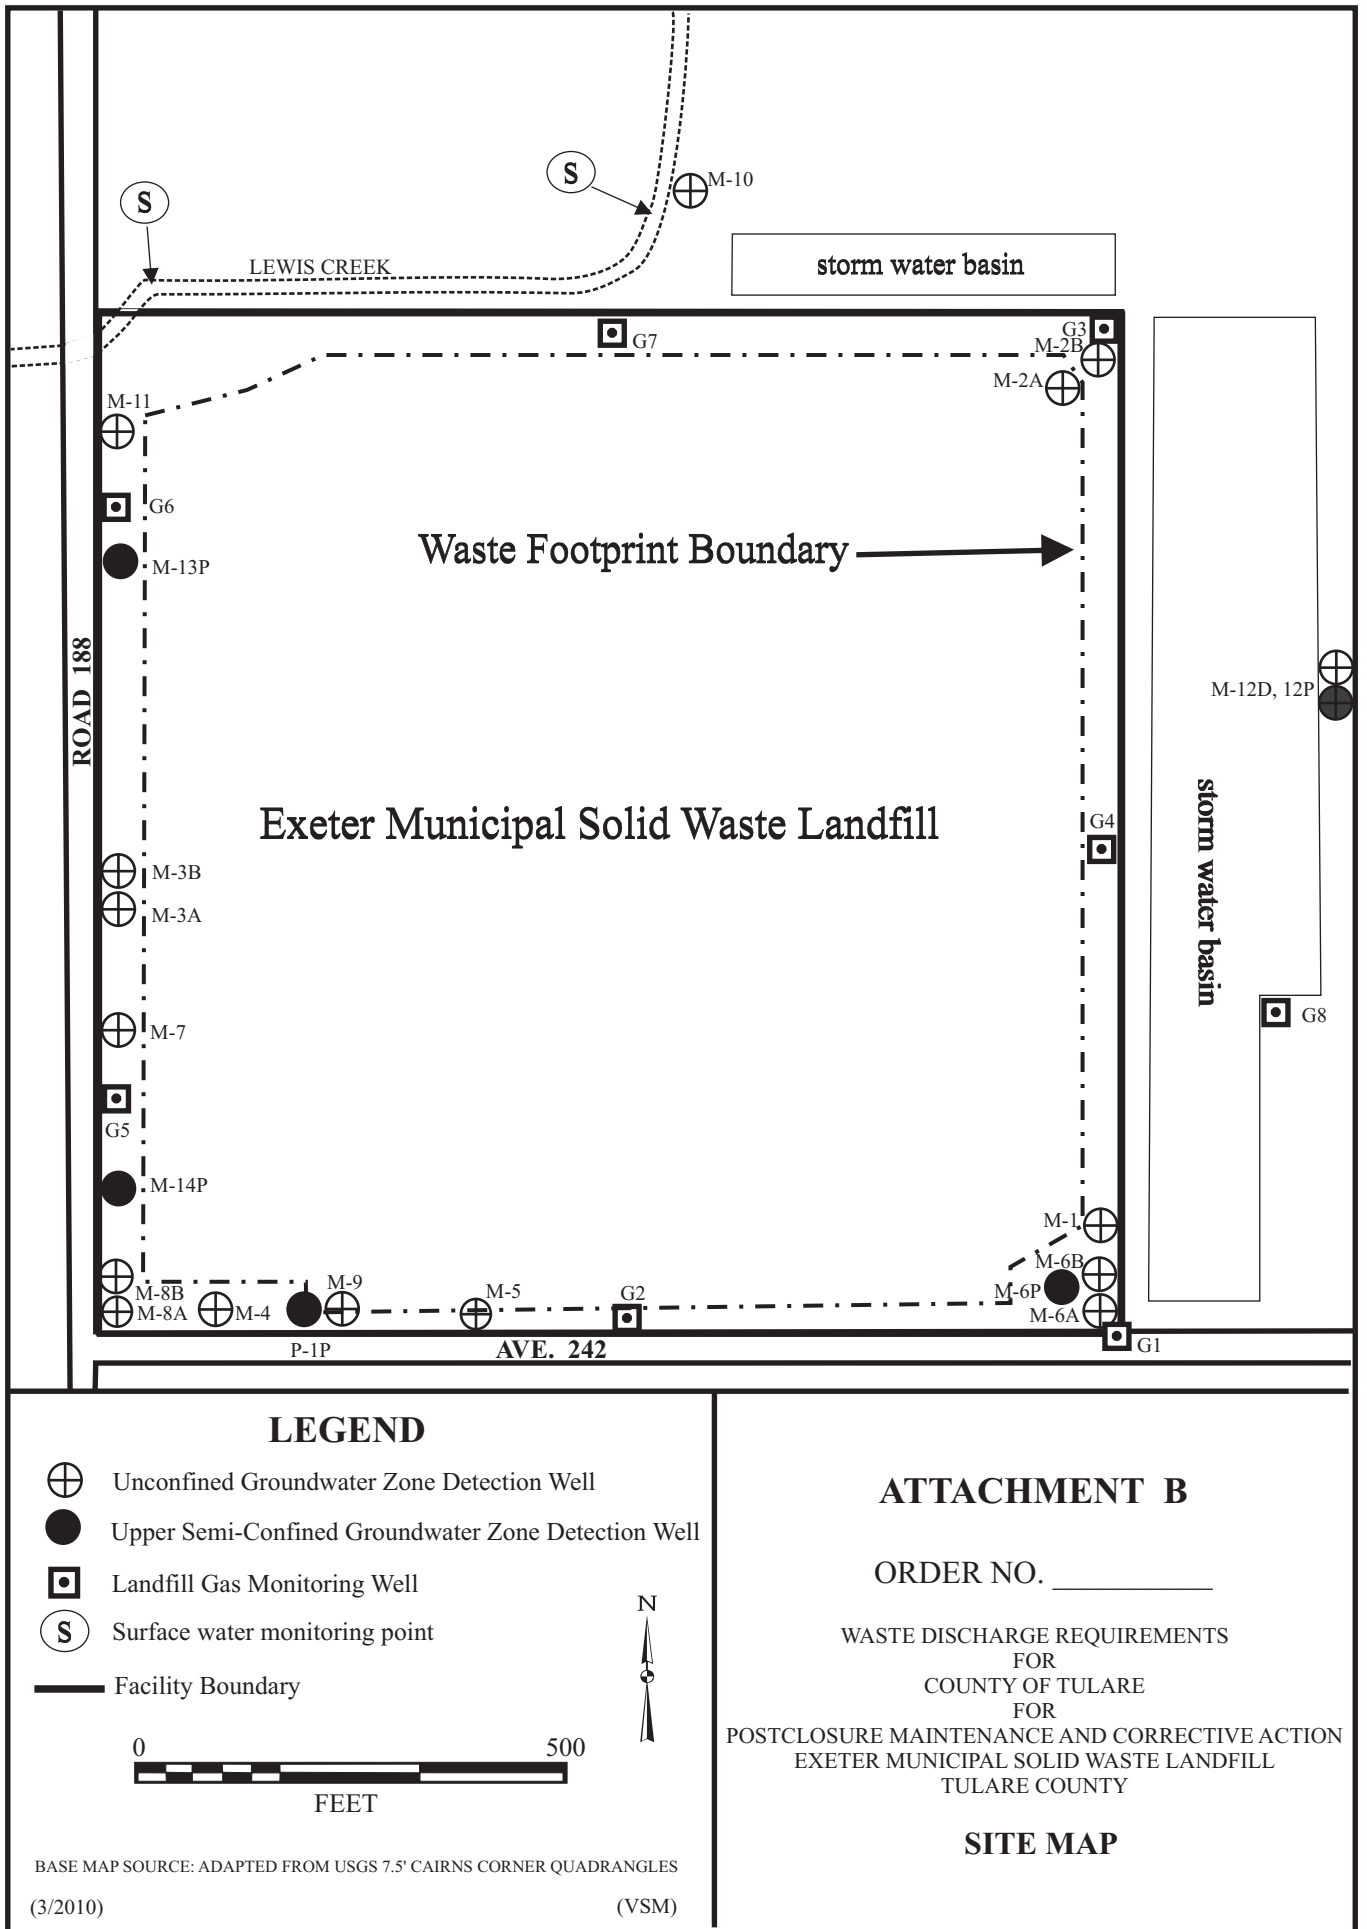 S
S
M-10
LEWIS CREEK
storm water basin
G7
G3
M-2B
M-2A
M-11
G6
Waste Footprint Boundary
M-13P
ROAD 188
M-12D, 12P
storm water basin
Exeter Municipal Solid Waste Landfill
G4
M-3B
M-3A
M-7
G8
G5
M-14P
M-1
M-6B
M-6P
M-6A
M-8B
M-8A
M-4
M-9
M-5
G2
G1
P-1P
AVE. 242
LEGEND
Unconfined Groundwater Zone Detection Well
Upper Semi-Confined Groundwater Zone Detection Well
Landfill Gas Monitoring Well
S
Surface water monitoring point
Facility Boundary
N
0 500
FEET
BASE MAP SOURCE: ADAPTED FROM USGS 7.5' CAIRNS CORNER QUADRANGLES
(3/2010) (VSM)
ATTACHMENT B
ORDER NO. __________
WASTE DISCHARGE REQUIREMENTS
FOR
COUNTY OF TULARE
FOR
POSTCLOSURE MAINTENANCE AND CORRECTIVE ACTION
EXETER MUNICIPAL SOLID WASTE LANDFILL
TULARE COUNTY
SITE MAP